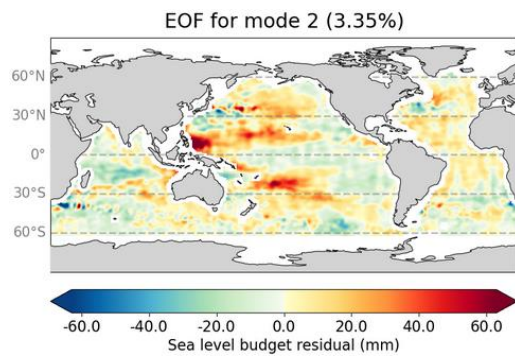 EOF for mode 2 (3.35%)
60°N
30°N
0°
30°S
60°S
-60.0 -40.0 -20.0 0.0 20.0 40.0 60.0
Sea level budget residual (mm)